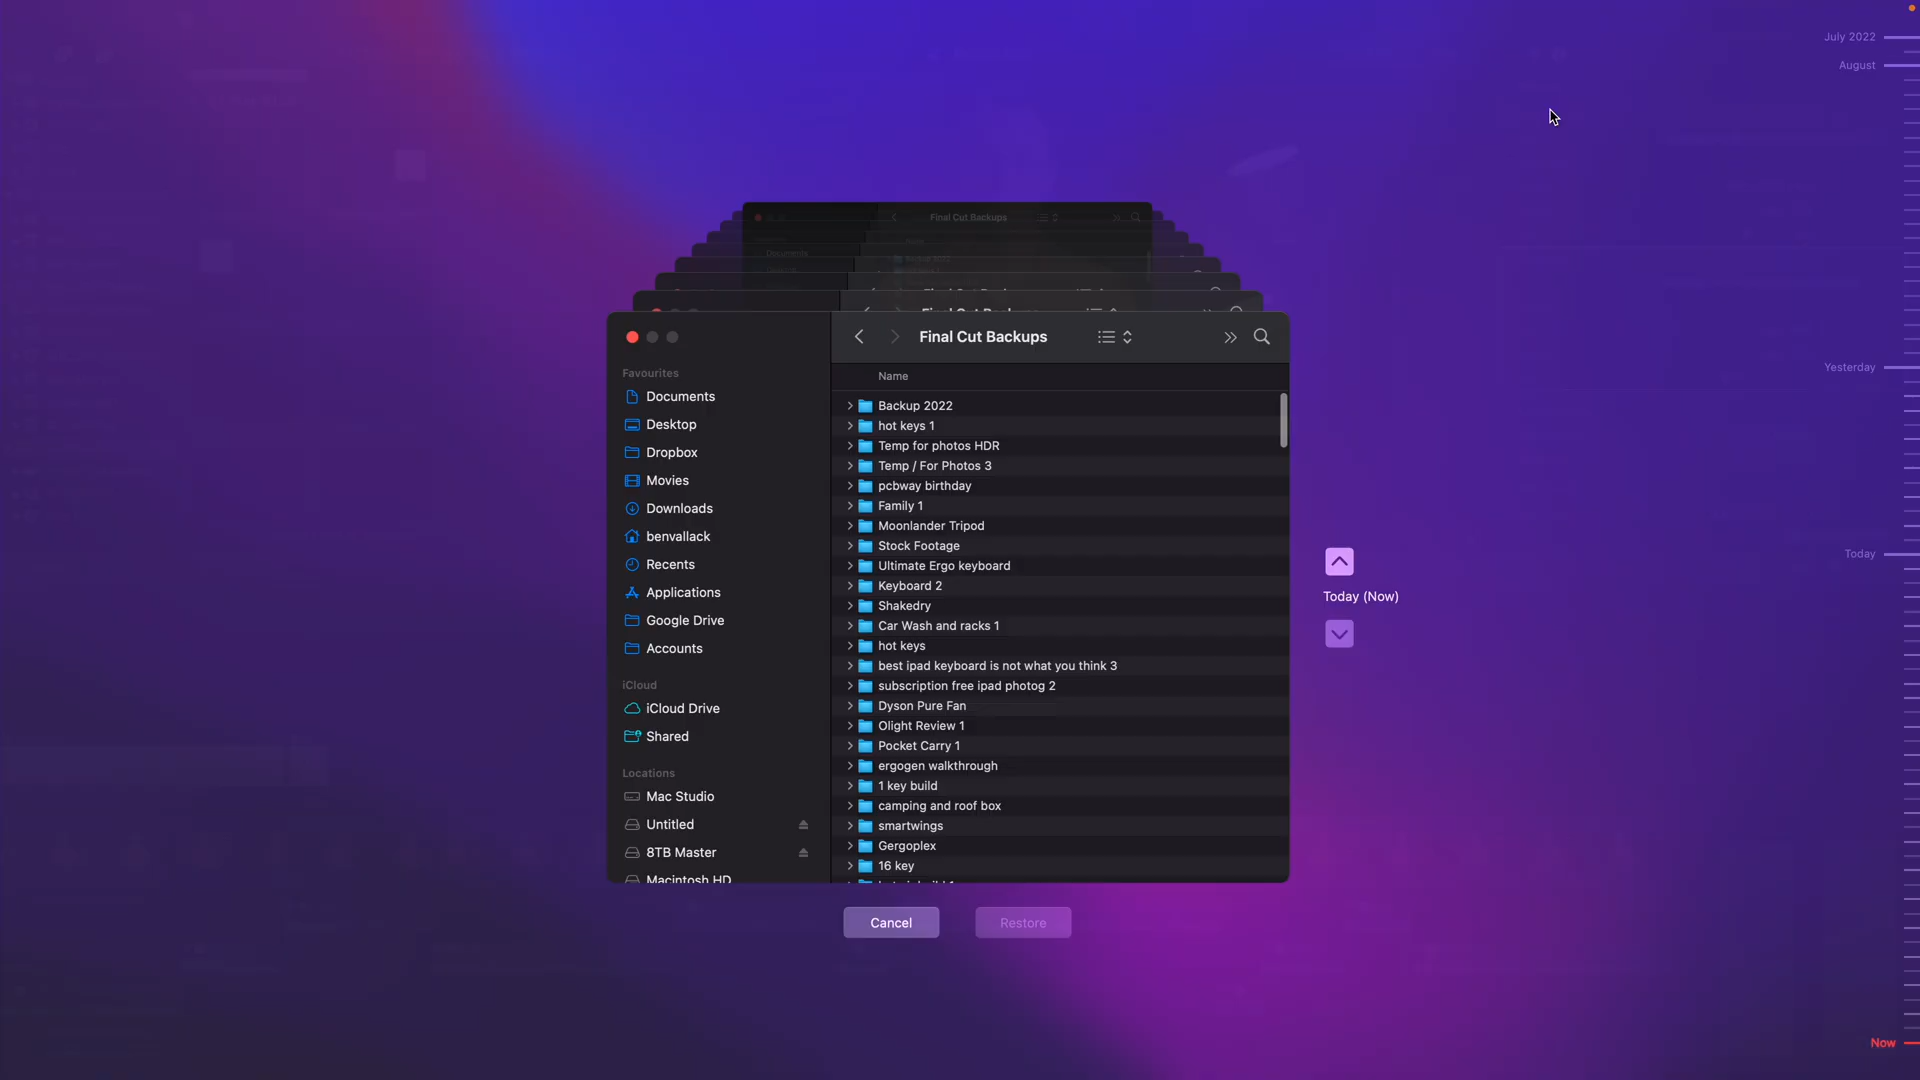 July 2022
August
Yesterday
Today
Now
Final Cut Backups
Documents
Final Cut Backups
Favourites
Documents
Desktop
Dropbox
Movies
Downloads
benvallack
Recents
Applications
Google Drive
Accounts
iCloud
iCloud Drive
Shared
Locations
Mac Studio
Untitled
8TB Master
Macintosh HD
Name
Backup 2022
hot keys 1
Temp for photos HDR
Temp / For Photos 3
pcbway birthday
Family 1
Moonlander Tripod
Stock Footage
Ultimate Ergo keyboard
Keyboard 2
Shakedry
Car Wash and racks 1
hot keys
best ipad keyboard is not what you think 3
subscription free ipad photog 2
Dyson Pure Fan
Olight Review 1
Pocket Carry 1
ergogen walkthrough
1 key build
camping and roof box
smartwings
Gergoplex
16 key
Today (Now)
Cancel
Restore